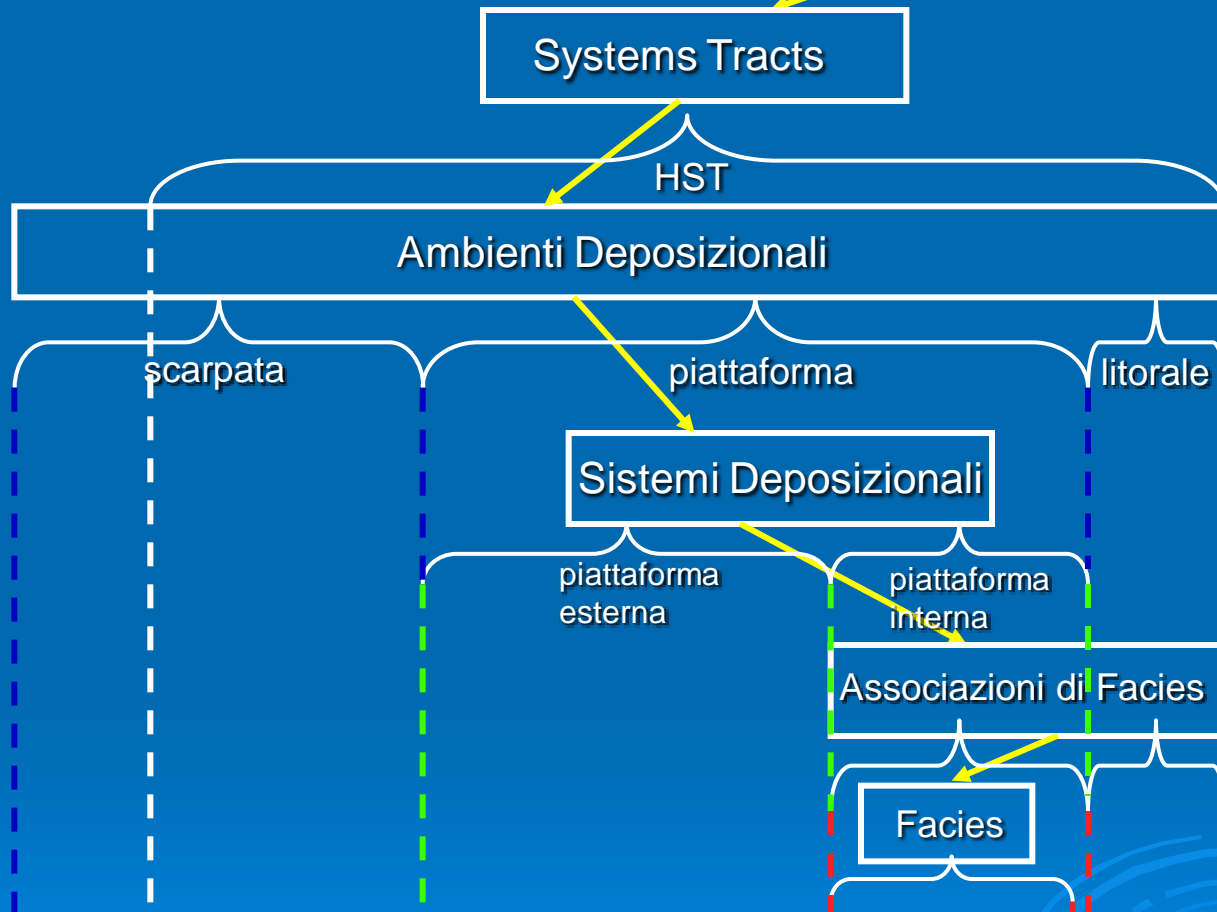 Systems Tracts
HST
Ambienti Deposizionali
scarpata
piattaforma
litorale
Sistemi Deposizionali
piattaforma
esterna
piattaforma
interna
Associazioni di Facies
Facies